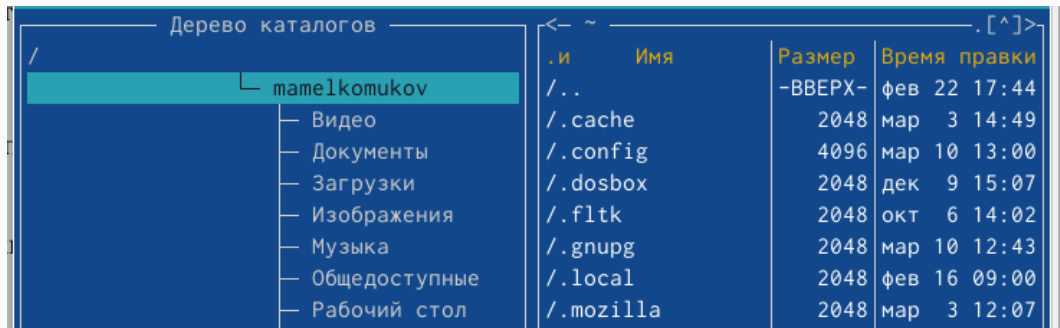 Дерево каталогов
/
mamelkomukov
Видео
Документы
Загрузки
Изображения
Музыка
Общедоступные
Рабочий стол
<— ~ .[^]>
.и Имя Размер Время правки
/.. -ВВЕРХ- фев 22 17:44
/.cache 2048 мар 3 14:49
/.config 4096 мар 10 13:00
/.dosbox 2048 дек 9 15:07
/.fltk 2048 окт 6 14:02
/.gnupg 2048 мар 10 12:43
/.local 2048 фев 16 09:00
/.mozilla 2048 мар 3 12:07